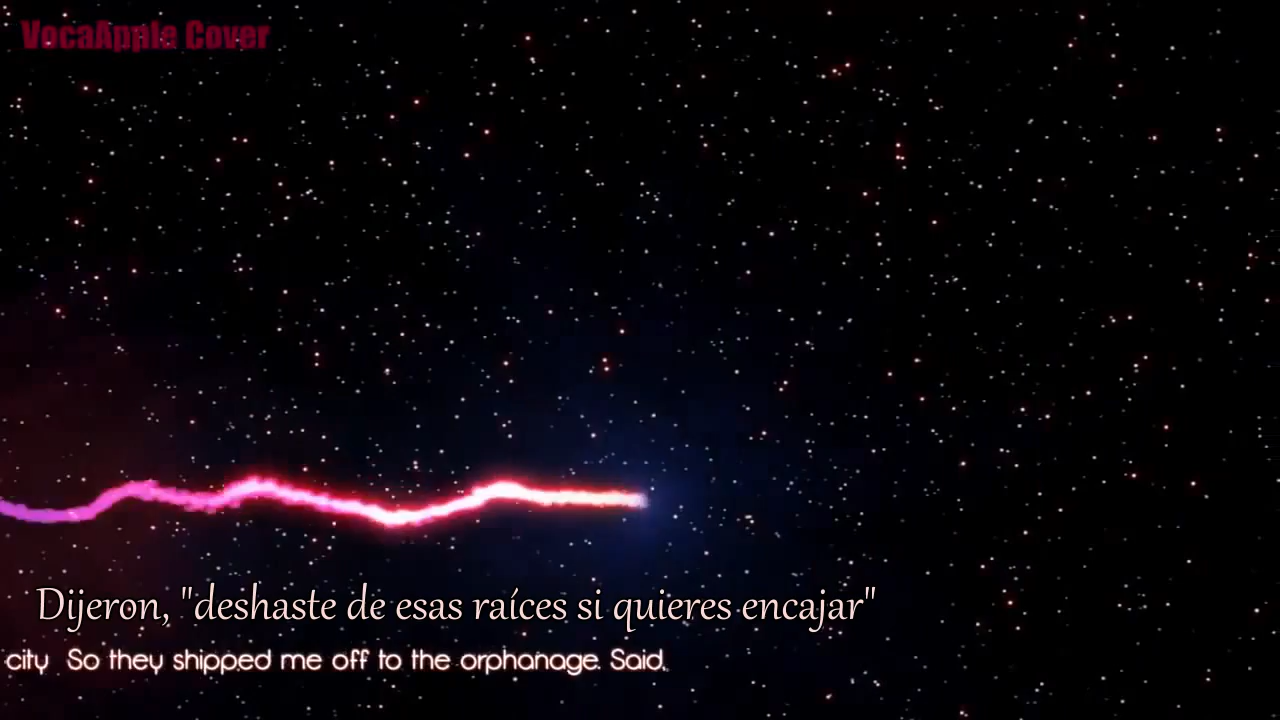 VocaApple Cover
Dijeron, "deshaste de esas raíces si quieres encajar"
city So they shipped me off to the orphanage. Said,